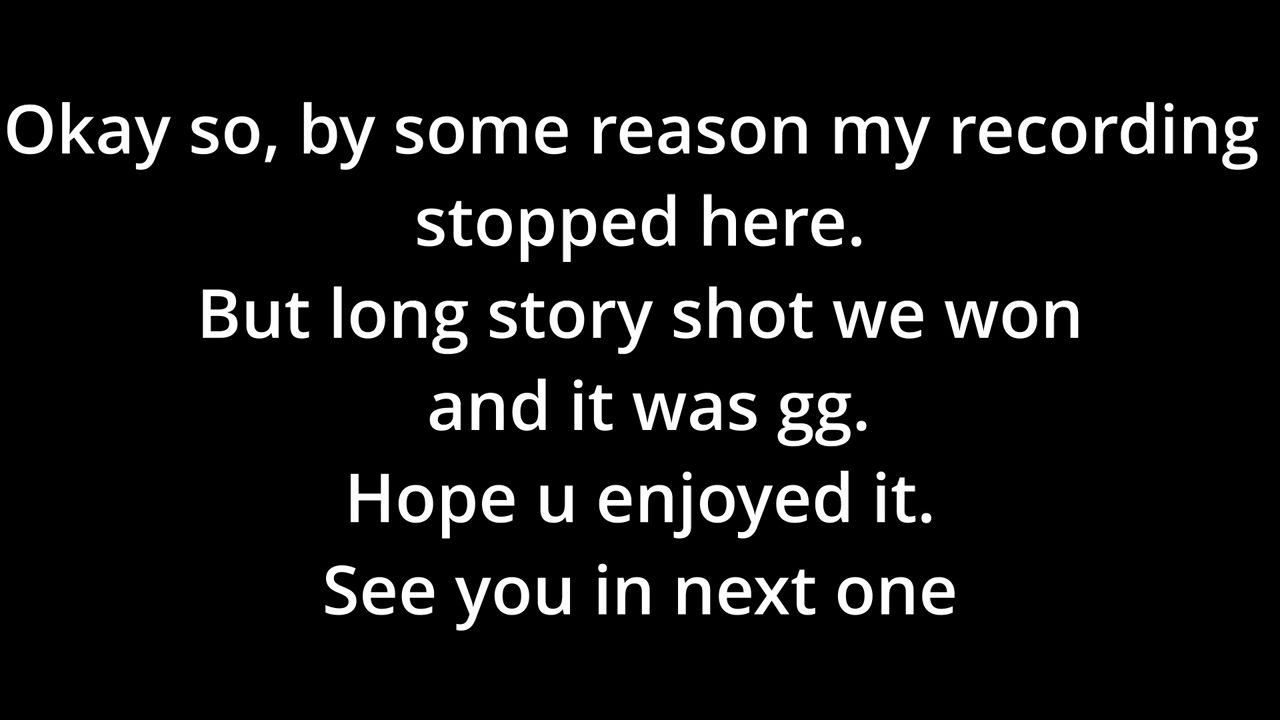 Okay so, by some reason my recording
stopped here.
But long story shot we won
and it was gg.
Hope u enjoyed it.
See you in next one